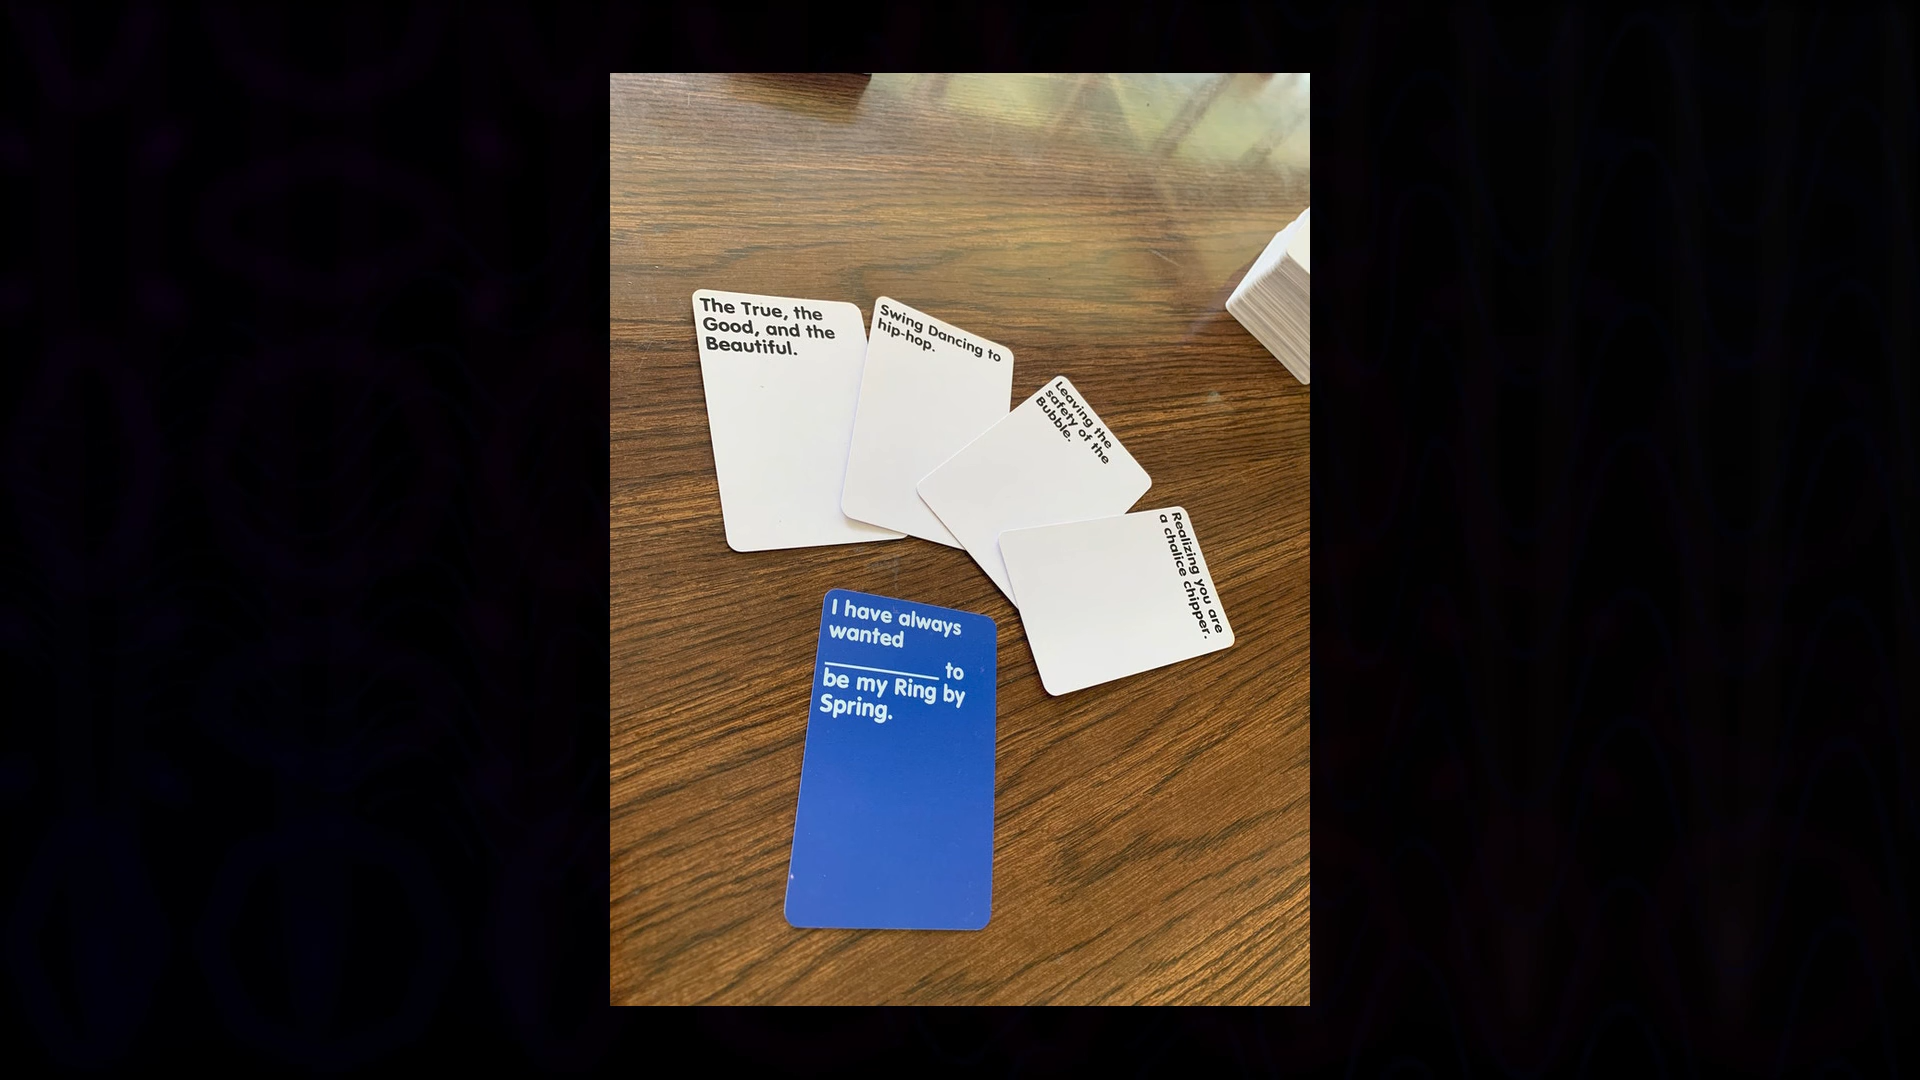 The True, the
Good, and the
Beautiful.
Swing Dancing to
hip-hop.
Leaving the
safety of the
Bubble.
Realizing you are
a chalice chipper.
I have always
wanted
__________ to
be my Ring by
Spring.